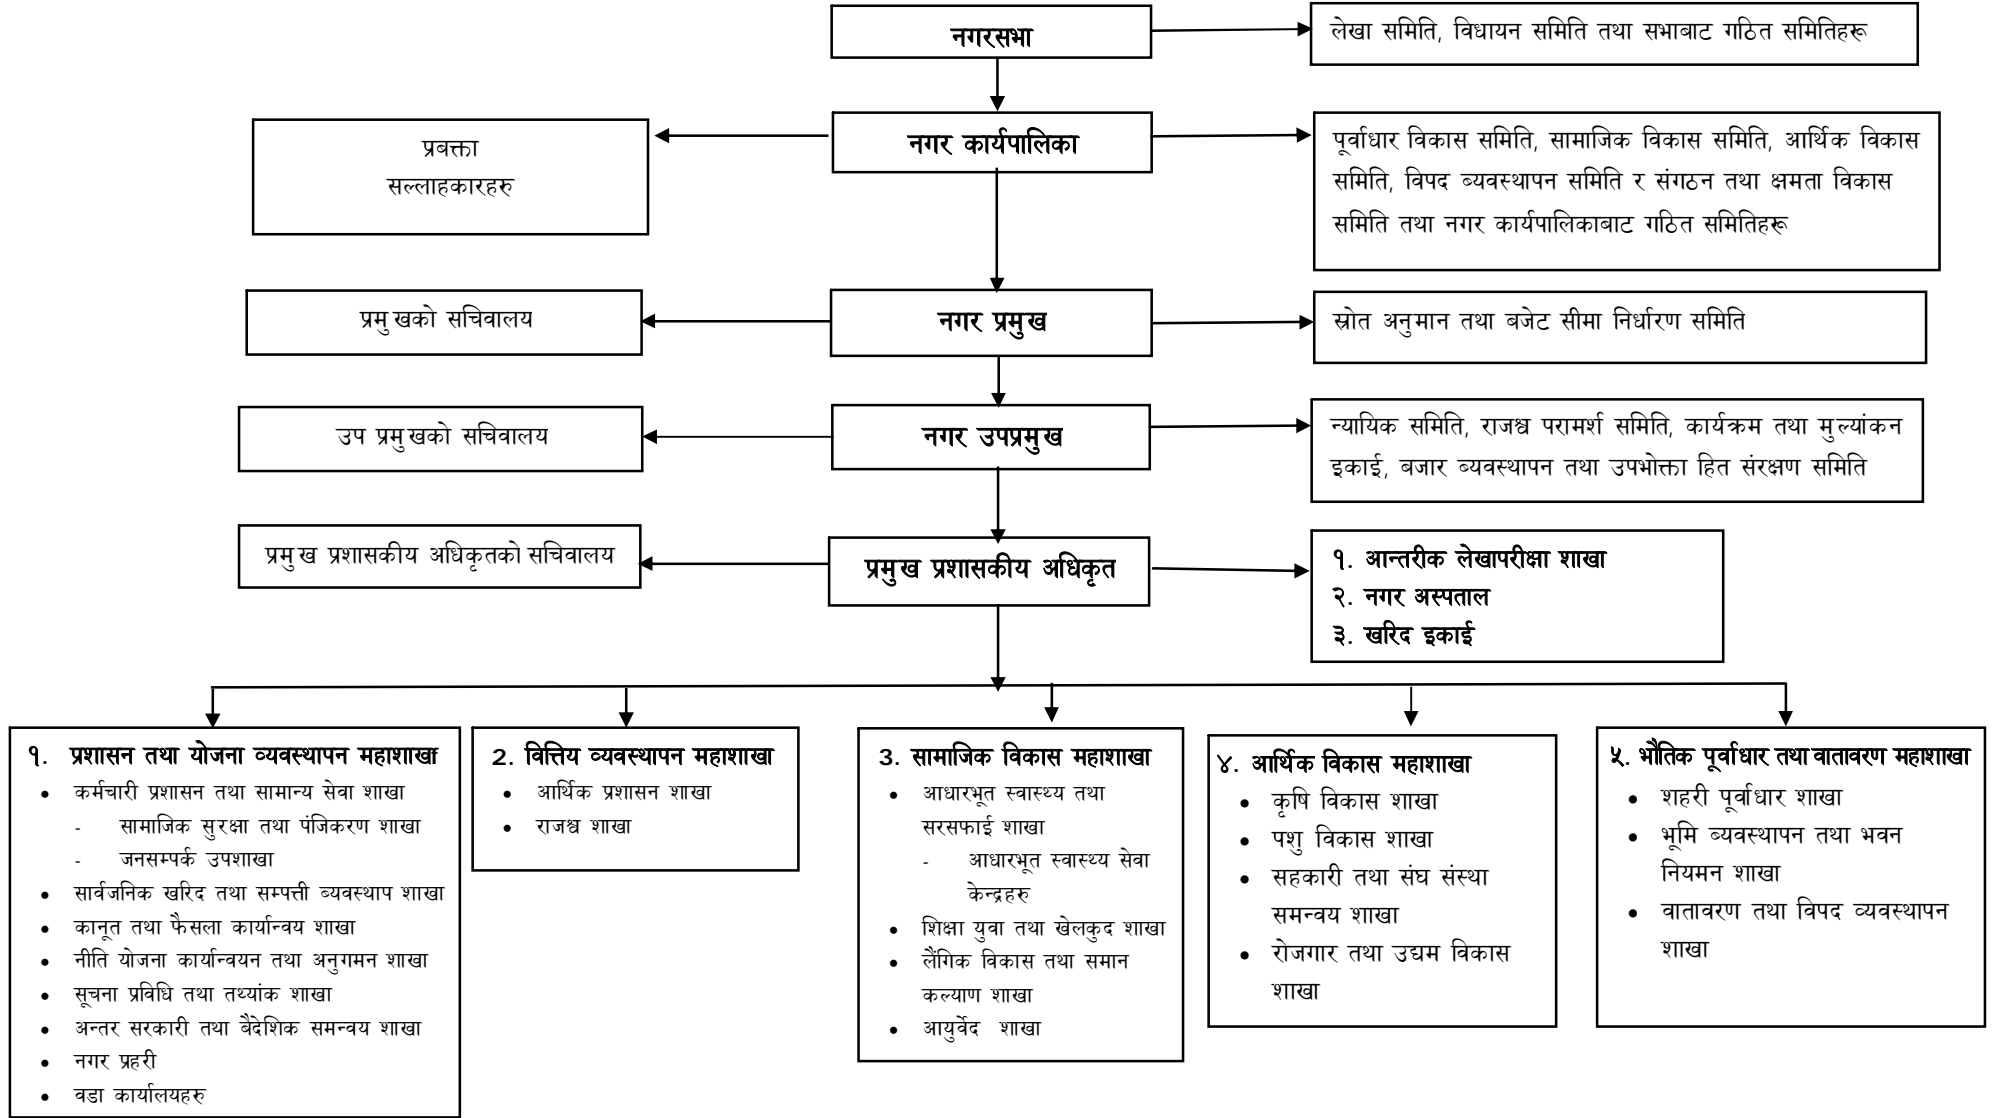 नगरसभा
लेखा समिति, विधायन समिति तथा सभाबाट गठित समितिहरू
प्रबक्ता
सल्लाहकारहरु
नगर कार्यपालिका
पूर्वाधार विकास समिति, सामाजिक विकास समिति, आर्थिक विकास
समिति, विपद ब्यवस्थापन समिति र संगठन तथा क्षमता विकास
समिति तथा नगर कार्यपालिकाबाट गठित समितिहरू
प्रमुखको सचिवालय
नगर प्रमुख
स्रोत अनुमान तथा बजेट सीमा निर्धारण समिति
उप प्रमुखको सचिवालय
नगर उपप्रमुख
न्यायिक समिति, राजश्व परामर्श समिति, कार्यक्रम तथा मुल्यांकन
इकाई, बजार ब्यवस्थापन तथा उपभोक्ता हित संरक्षण समिति
प्रमुख प्रशासकीय अधिकृतको सचिवालय
प्रमुख प्रशासकीय अधिकृत
१. आन्तरीक लेखापरीक्षा शाखा
२. नगर अस्पताल
३. खरिद इकाई
१. प्रशासन तथा योजना व्यवस्थापन महाशाखा
• कर्मचारी प्रशासन तथा सामान्य सेवा शाखा
- सामाजिक सुरक्षा तथा पंजिकरण शाखा
- जनसम्पर्क उपशाखा
• सार्वजनिक खरिद तथा सम्पत्ती ब्यवस्थाप शाखा
• कानूत तथा फैसला कार्यान्वय शाखा
• नीति योजना कार्यान्वयन तथा अनुगमन शाखा
• सूचना प्रविधि तथा तथ्यांक शाखा
• अन्तर सरकारी तथा बैदेशिक समन्वय शाखा
• नगर प्रहरी
• वडा कार्यालयहरु
2. वित्तिय व्यवस्थापन महाशाखा
• आर्थिक प्रशासन शाखा
• राजश्व शाखा
3. सामाजिक विकास महाशाखा
• आधारभूत स्वास्थ्य तथा
सरसफाई शाखा
- आधारभूत स्वास्थ्य सेवा
केन्द्रहरु
• शिक्षा युवा तथा खेलकुद शाखा
• लैंगिक विकास तथा समान
कल्याण शाखा
• आयुर्वेद शाखा
४. आर्थिक विकास महाशाखा
• कृषि विकास शाखा
• पशु विकास शाखा
• सहकारी तथा संघ संस्था
समन्वय शाखा
• रोजगार तथा उद्यम विकास
शाखा
५. भौतिक पूर्वाधार तथा वातावरण महाशाखा
• शहरी पूर्वाधार शाखा
• भूमि ब्यवस्थापन तथा भवन
नियमन शाखा
• वातावरण तथा विपद व्यवस्थापन
शाखा